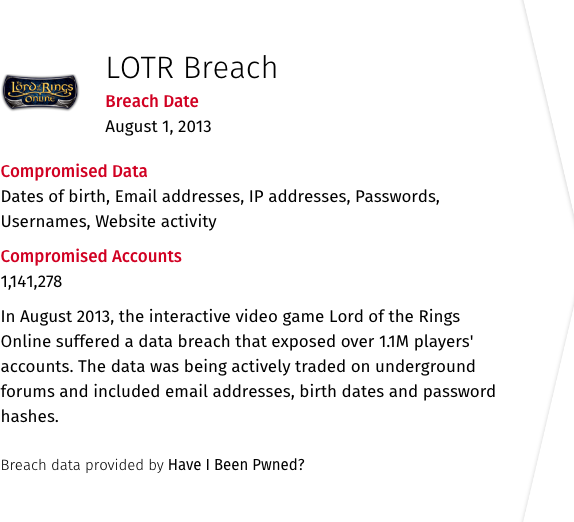 LOTR Breach
The Lord of the Rings
Online
Breach Date
August 1, 2013
Compromised Data
Dates of birth, Email addresses, IP addresses, Passwords,
Usernames, Website activity
Compromised Accounts
1,141,278
In August 2013, the interactive video game Lord of the Rings
Online suffered a data breach that exposed over 1.1M players'
accounts. The data was being actively traded on underground
forums and included email addresses, birth dates and password
hashes.
Breach data provided by Have I Been Pwned?